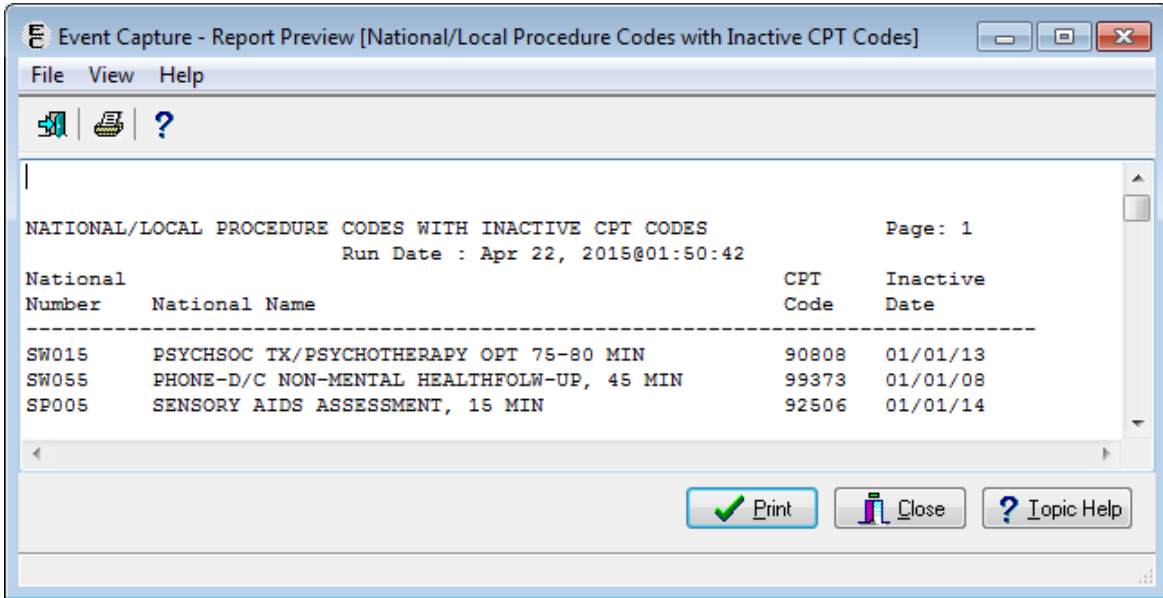 Event Capture - Report Preview [National/Local Procedure Codes with Inactive CPT Codes]
File View Help
?
NATIONAL/LOCAL PROCEDURE CODES WITH INACTIVE CPT CODES Page: 1
Run Date : Apr 22, 2015@01:50:42
National CPT Inactive
Number National Name Code Date
--------------------------------------------------------------------------------
SW015 PSYCHSOC TX/PSYCHOTHERAPY OPT 75-80 MIN 90808 01/01/13
SW055 PHONE-D/C NON-MENTAL HEALTHFOLW-UP, 45 MIN 99373 01/01/08
SP005 SENSORY AIDS ASSESSMENT, 15 MIN 92506 01/01/14
Print Close ? Topic Help